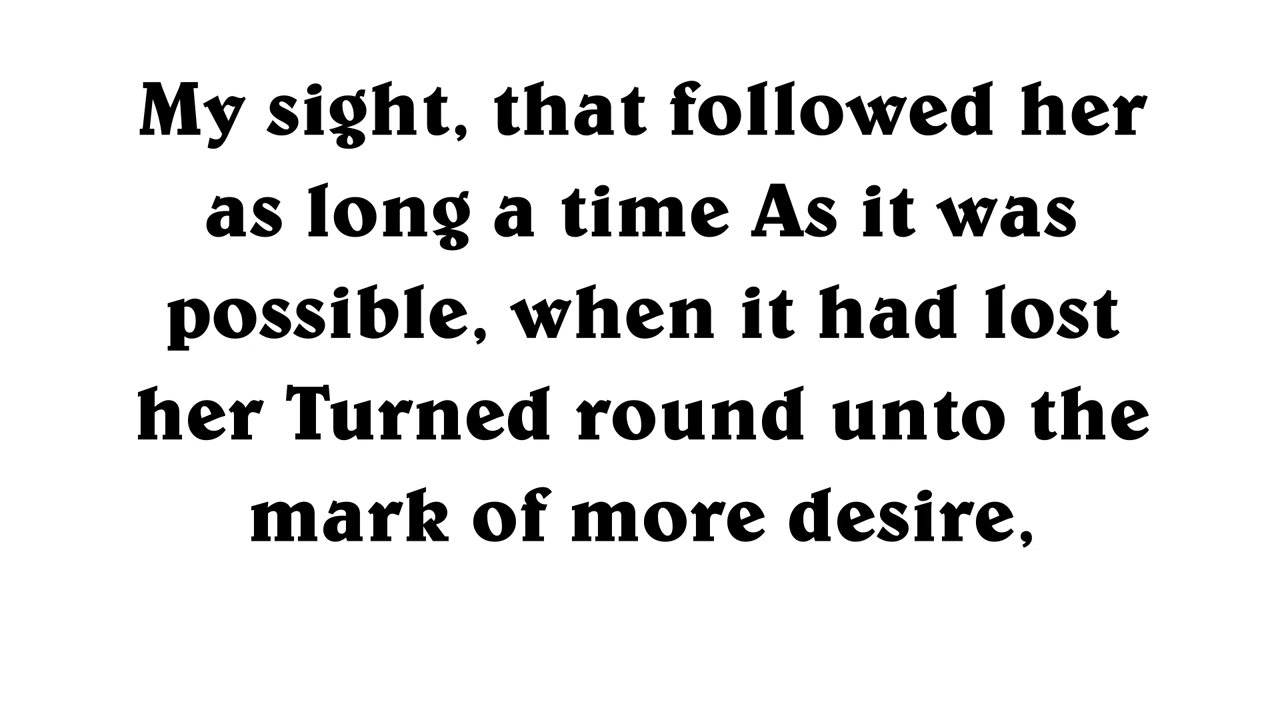 My sight, that followed her
as long a time As it was
possible, when it had lost
her Turned round unto the
mark of more desire,